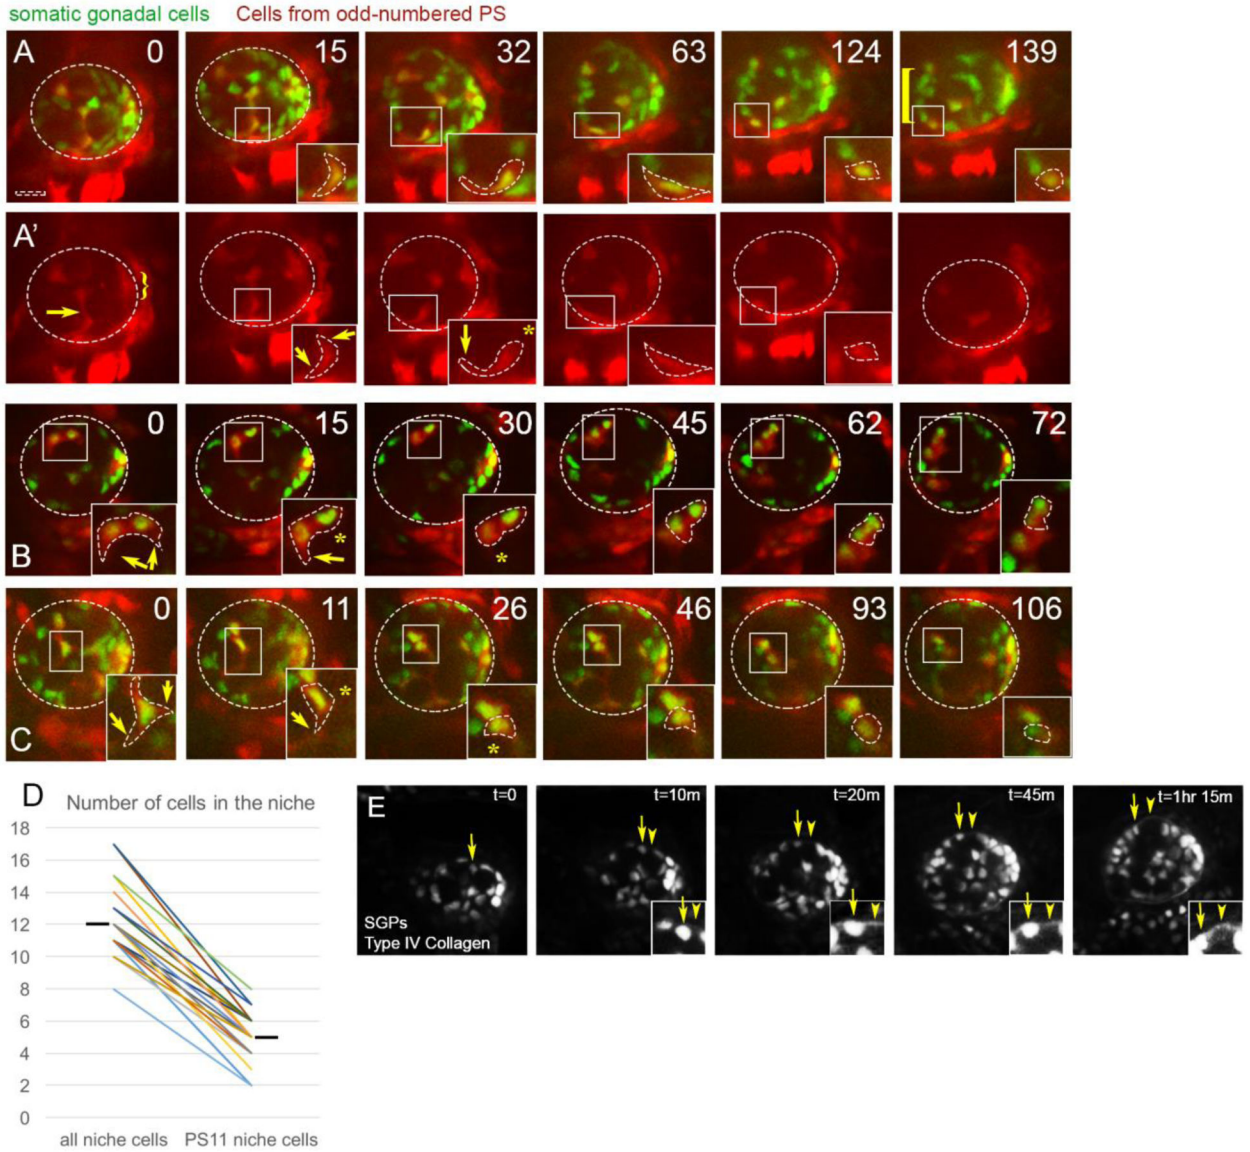 somatic gonadal cells Cells from odd-numbered PS
A 0 15 32 63 124 139
A'
*
B 0 15 30 45 62 72
* *
C 0 11 26 46 93 106
* *
D Number of cells in the niche
18
16
14
12
10
8
6
4
2
0
all niche cells PS11 niche cells
E t=0 t=10m t=20m t=45m t=1hr 15m
SGPs
Type IV Collagen